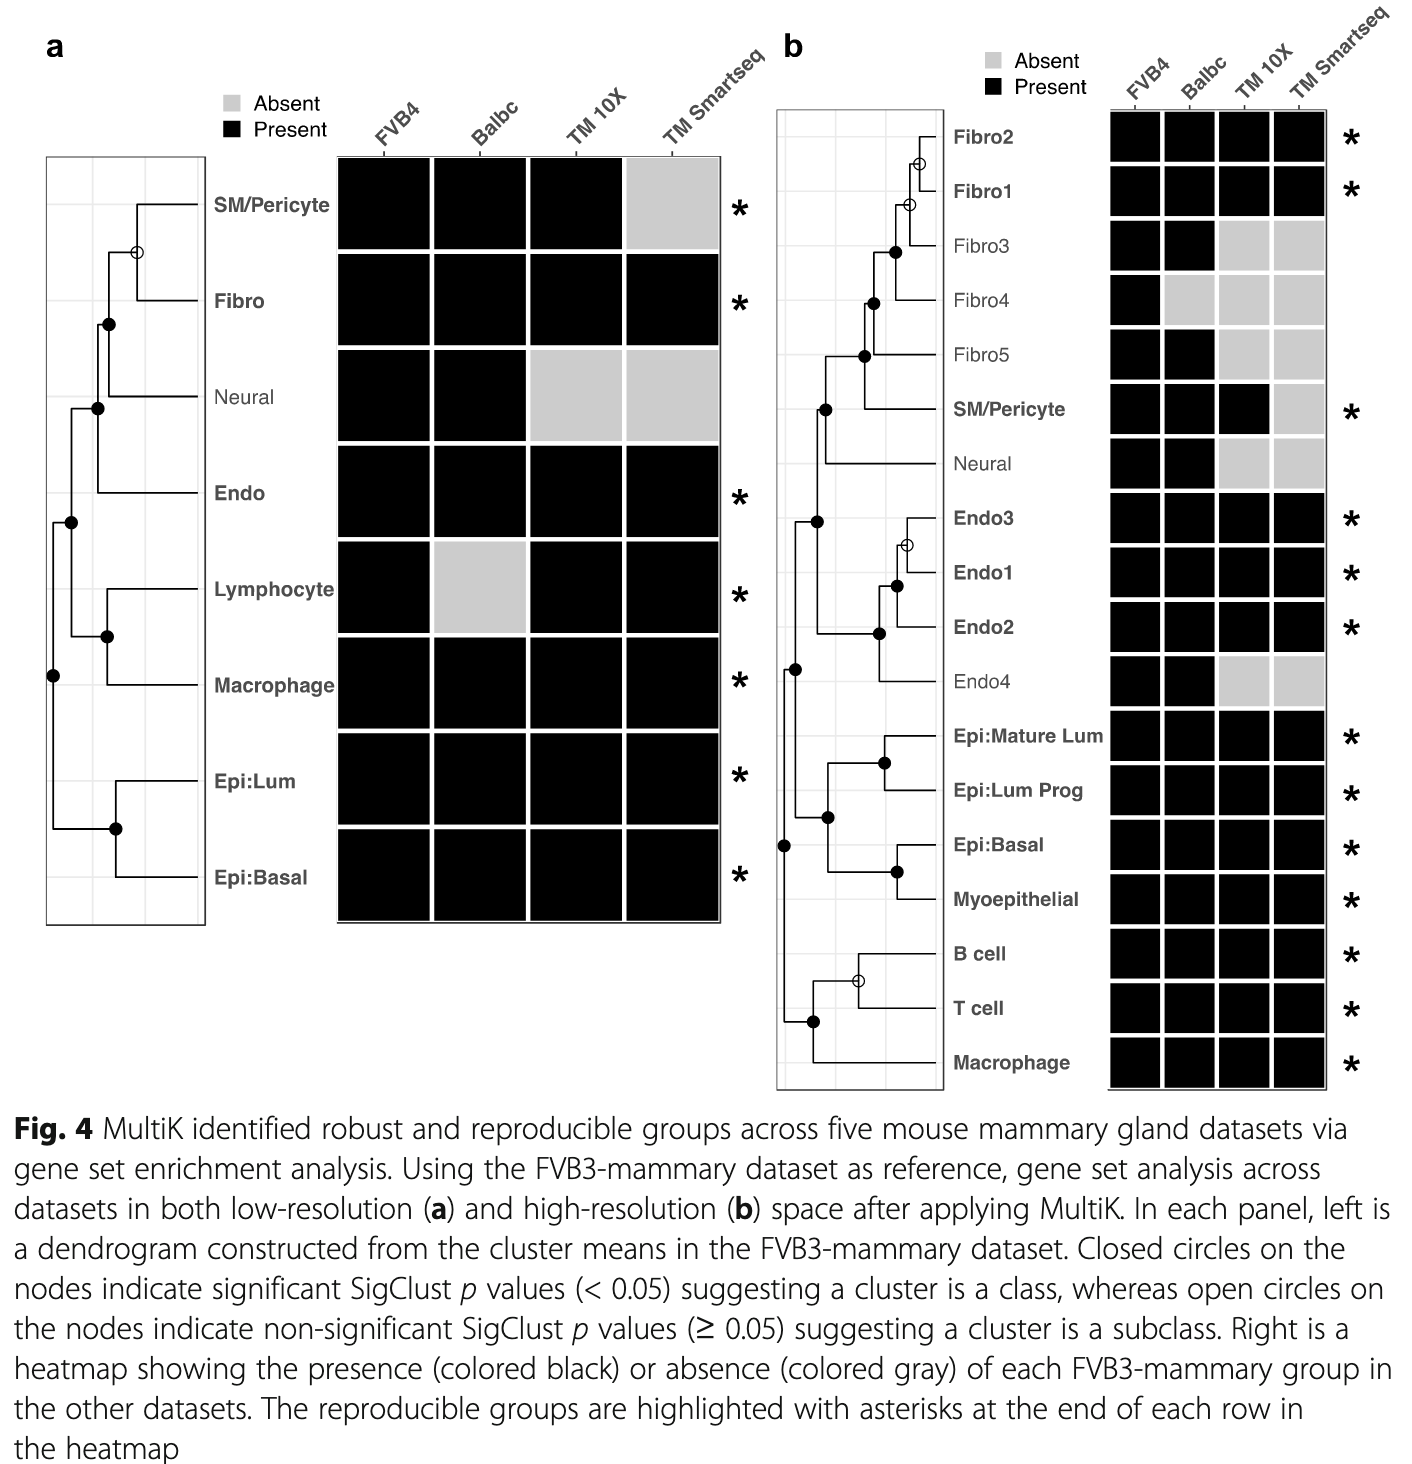 a
Absent
Present
FVB4
Balbc
TM 10X
TM Smartseq
SM/Pericyte
*
Fibro
*
Neural
Endo
*
Lymphocyte
*
Macrophage
*
Epi:Lum
*
Epi:Basal
*
b
Absent
Present
FVB4
Balbc
TM 10X
TM Smartseq
Fibro2
*
Fibro1
*
Fibro3
Fibro4
Fibro5
SM/Pericyte
*
Neural
Endo3
*
Endo1
*
Endo2
*
Endo4
Epi:Mature Lum
*
Epi:Lum Prog
*
Epi:Basal
*
Myoepithelial
*
B cell
*
T cell
*
Macrophage
*
Fig. 4 MultiK identified robust and reproducible groups across five mouse mammary gland datasets via
gene set enrichment analysis. Using the FVB3-mammary dataset as reference, gene set analysis across
datasets in both low-resolution (a) and high-resolution (b) space after applying MultiK. In each panel, left is
a dendrogram constructed from the cluster means in the FVB3-mammary dataset. Closed circles on the
nodes indicate significant SigClust p values (< 0.05) suggesting a cluster is a class, whereas open circles on
the nodes indicate non-significant SigClust p values (≥ 0.05) suggesting a cluster is a subclass. Right is a
heatmap showing the presence (colored black) or absence (colored gray) of each FVB3-mammary group in
the other datasets. The reproducible groups are highlighted with asterisks at the end of each row in
the heatmap